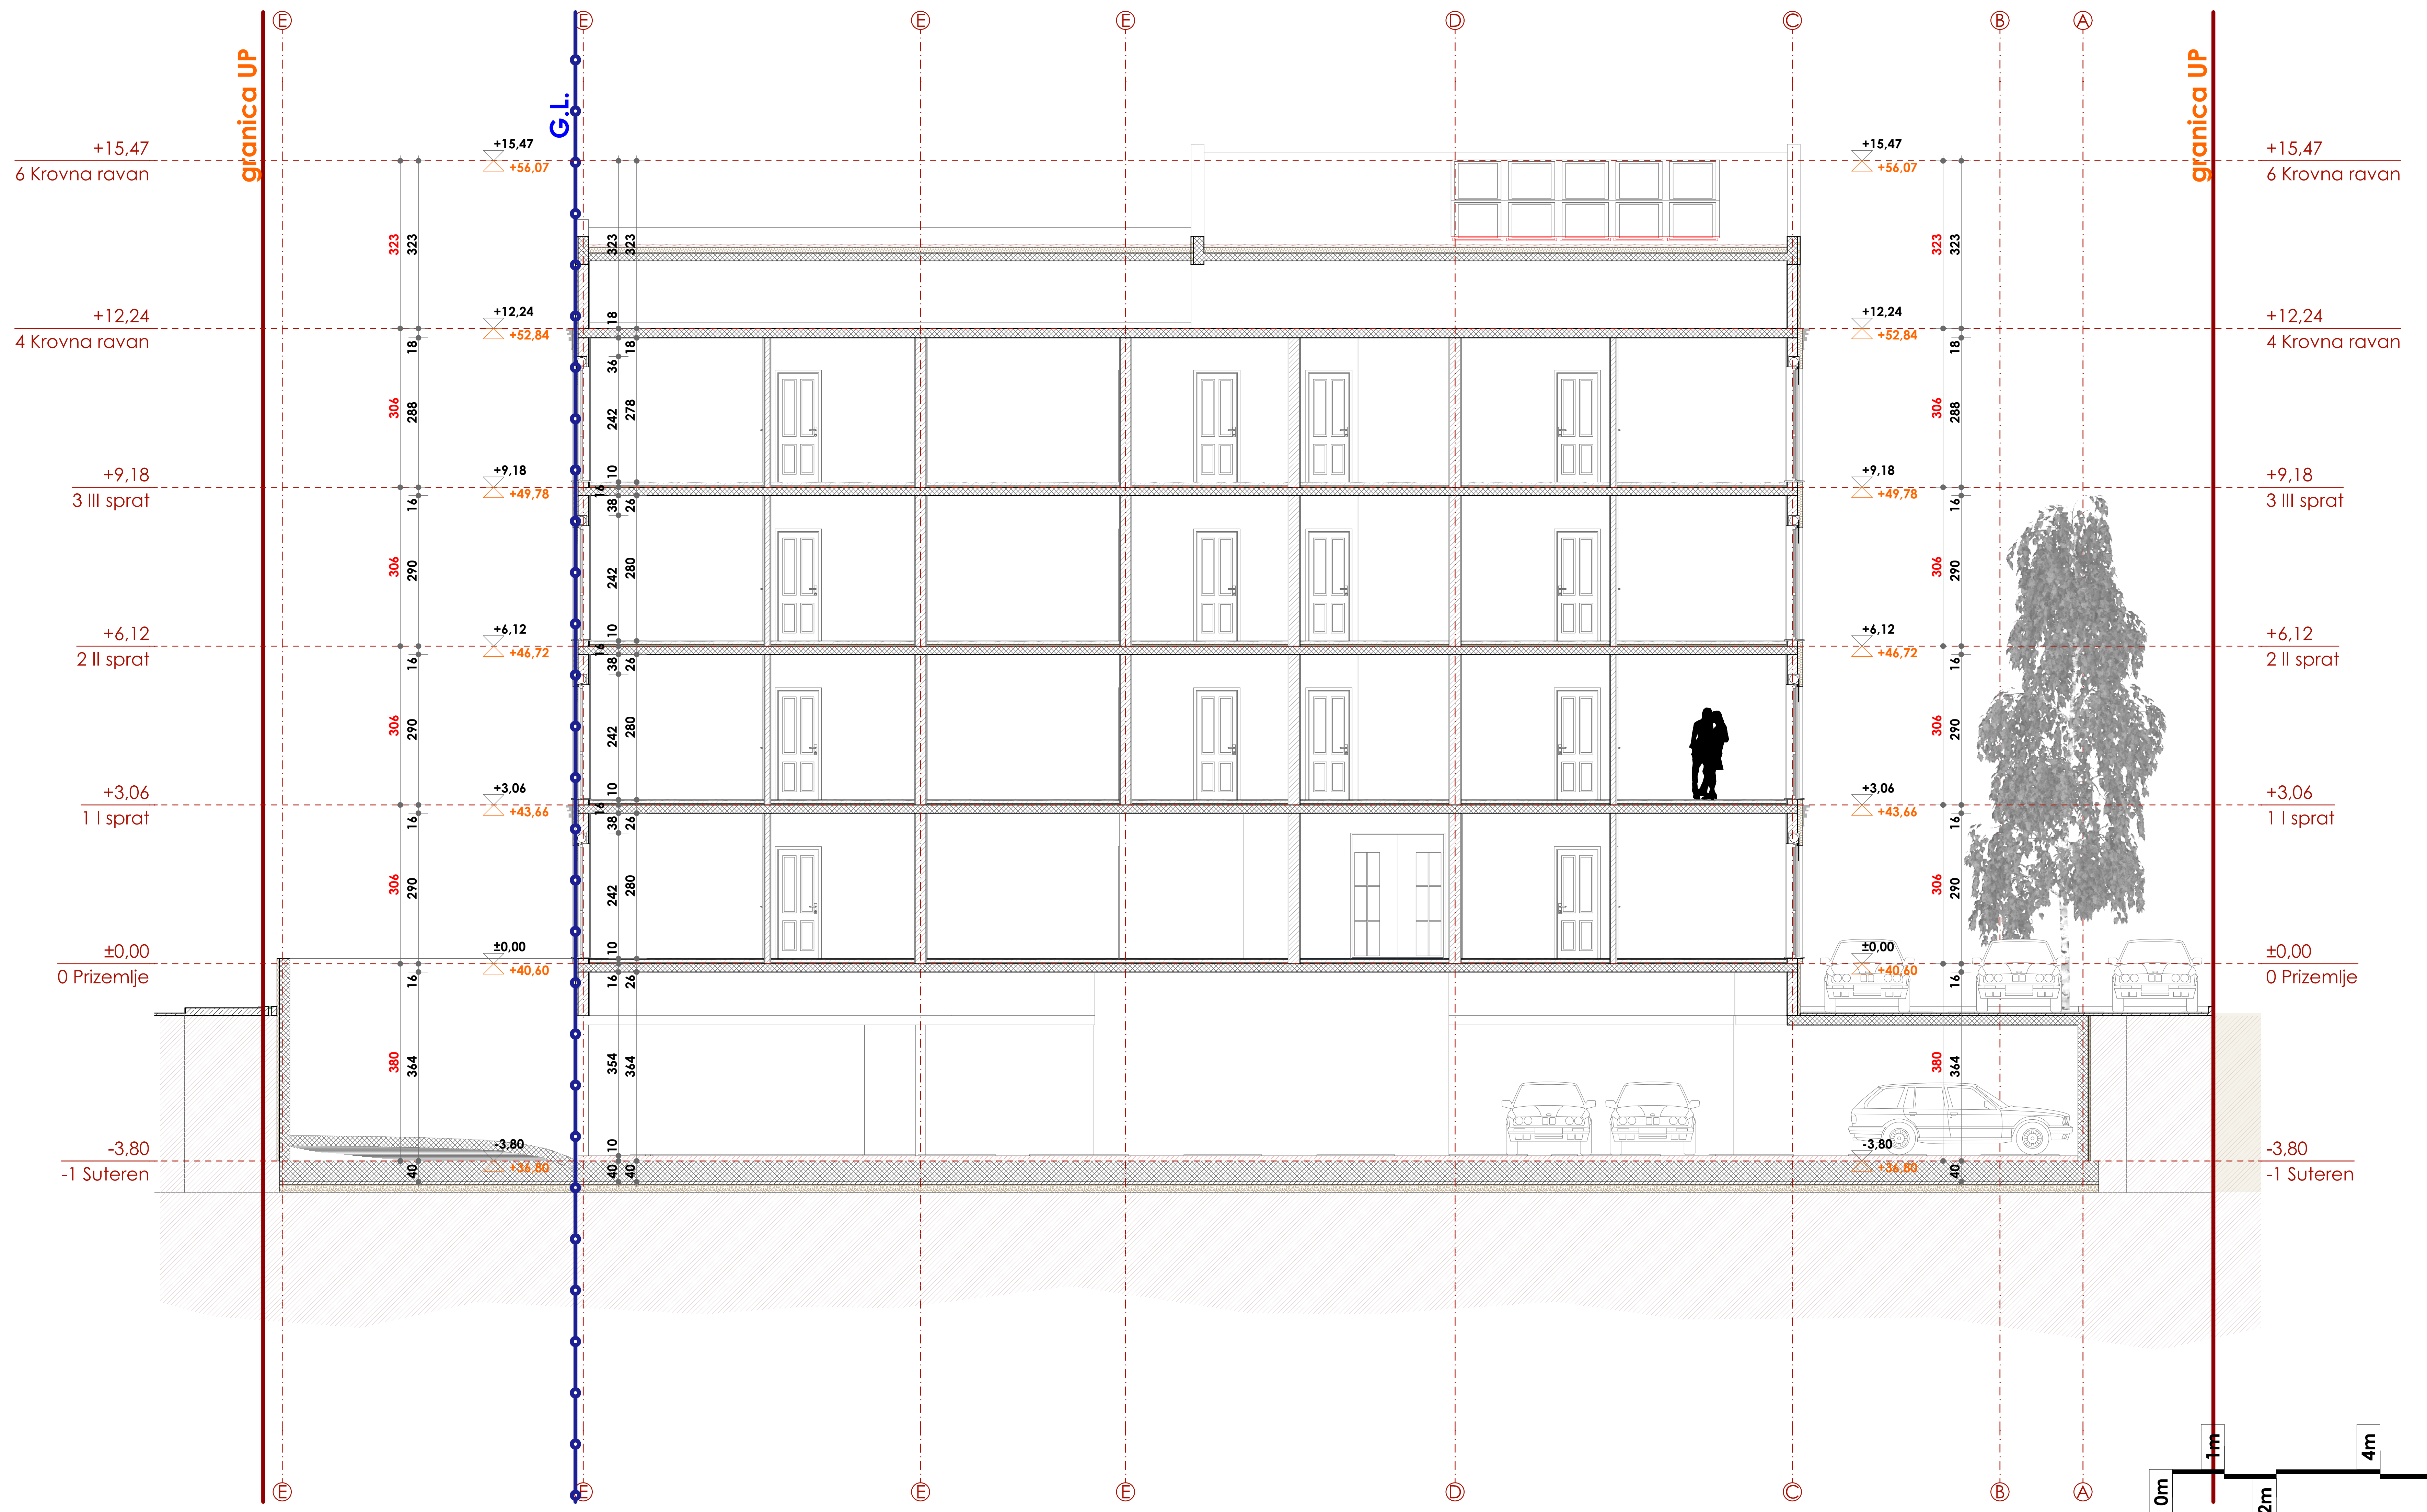 E E E E D C B A
granica UP
G.L.
granica UP
+15,47
6 Krovna ravan
+15,47
+56,07
+15,47
+56,07
+15,47
6 Krovna ravan
323 323 323 323 323 323
+12,24
4 Krovna ravan
+12,24
+52,84
18
+12,24
+52,84
+12,24
4 Krovna ravan
18 36 18 18
306 288 242 278 306 288
10
+9,18
3 III sprat
+9,18
+49,78
16
+9,18
+49,78
+9,18
3 III sprat
16 38 26 16
306 290 242 280 306 290
10
+6,12
2 II sprat
+6,12
+46,72
16
+6,12
+46,72
+6,12
2 II sprat
16 38 26 16
306 290 242 280 306 290
10
+3,06
1 I sprat
+3,06
+43,66
16
+3,06
+43,66
+3,06
1 I sprat
16 38 26 16
306 290 242 280 306 290
10
±0,00
0 Prizemlje
±0,00
+40,60
±0,00
+40,60
±0,00
0 Prizemlje
16 16 26 16
380 364 354 364 380 364
10
-3,80
-1 Suteren
-3,80
+36,80
-3,80
+36,80
-3,80
-1 Suteren
40 40 40 40
E E E E D C B A
0m 1m 2m 4m